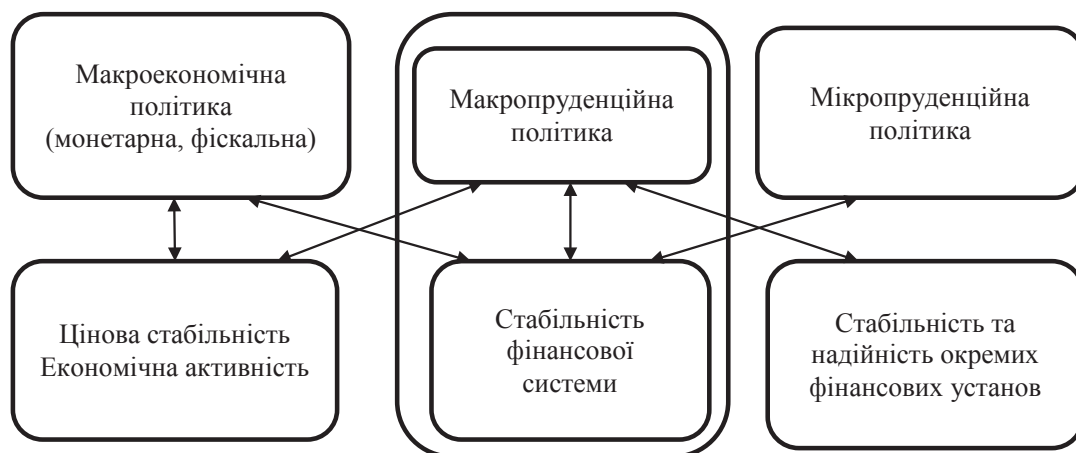 Макроекономічна
політика
(монетарна, фіскальна)
Макропруденційна
політика
Мікропруденційна
політика
Цінова стабільність
Економічна активність
Стабільність
фінансової
системи
Стабільність та
надійність окремих
фінансових установ